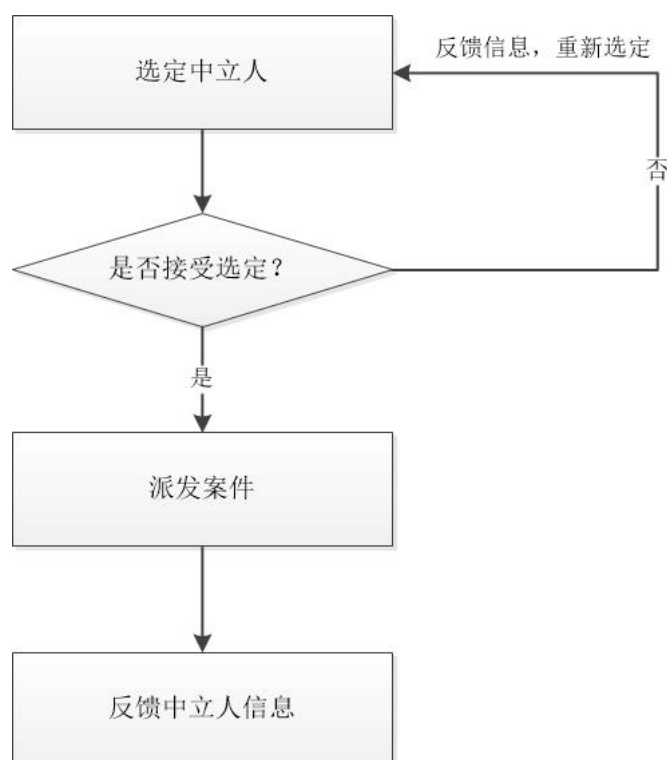 反馈信息，重新选定
选定中立人
否
是否接受选定？
是
派发案件
反馈中立人信息